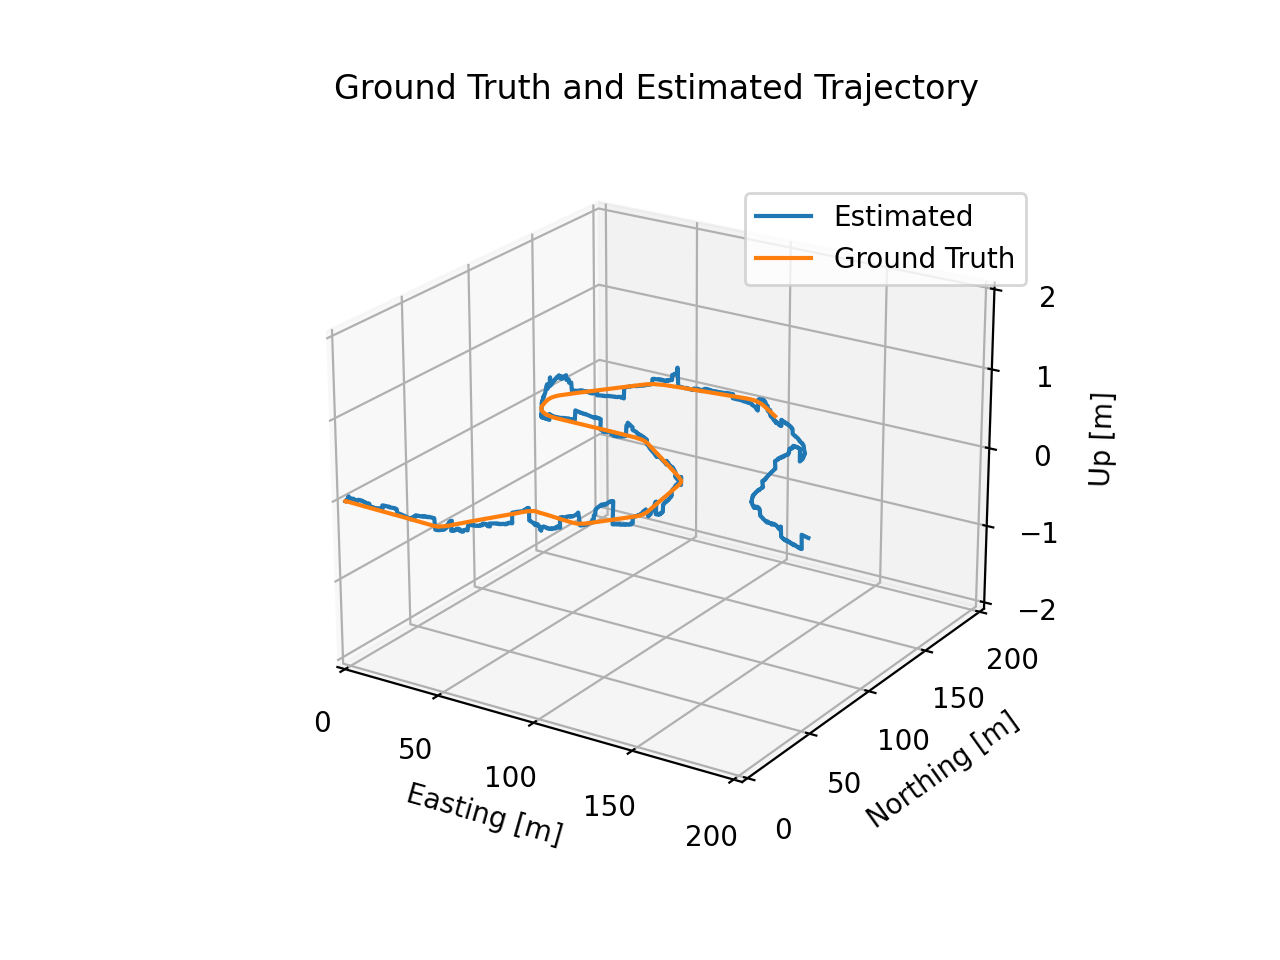 Ground Truth and Estimated Trajectory
Estimated
Ground Truth
2
1
0
−1
−2
Up [m]
200
150
100
50
0
Northing [m]
0
50
100
150
200
Easting [m]